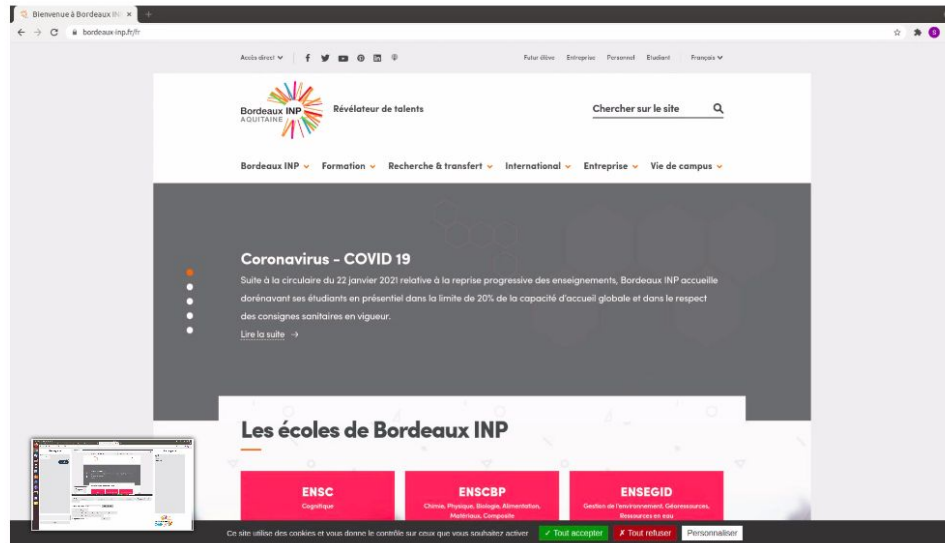 Bienvenue à Bordeaux IN
bordeaux-inp.fr/fr
Accès direct
Futur élève Entreprise Personnel Etudiant Français
Bordeaux INP
AQUITAINE
Révélateur de talents
Chercher sur le site
Bordeaux INP Formation Recherche & transfert International Entreprise Vie de campus
Coronavirus - COVID 19
Suite à la circulaire du 22 janvier 2021 relative à la reprise progressive des enseignements, Bordeaux INP accueille
dorénavant ses étudiants en présentiel dans la limite de 20% de la capacité d'accueil globale et dans le respect
des consignes sanitaires en vigueur.
Lire la suite →
Les écoles de Bordeaux INP
ENSC
Cognitique
ENSCBP
Chimie, Physique, Biologie, Alimentation,
Matériaux, Composite
ENSEGID
Gestion de l'environnement, Géoressources,
Ressources en eau
Ce site utilise des cookies et vous donne le contrôle sur ceux que vous souhaitez activer ✓ Tout accepter ✗ Tout refuser Personnaliser